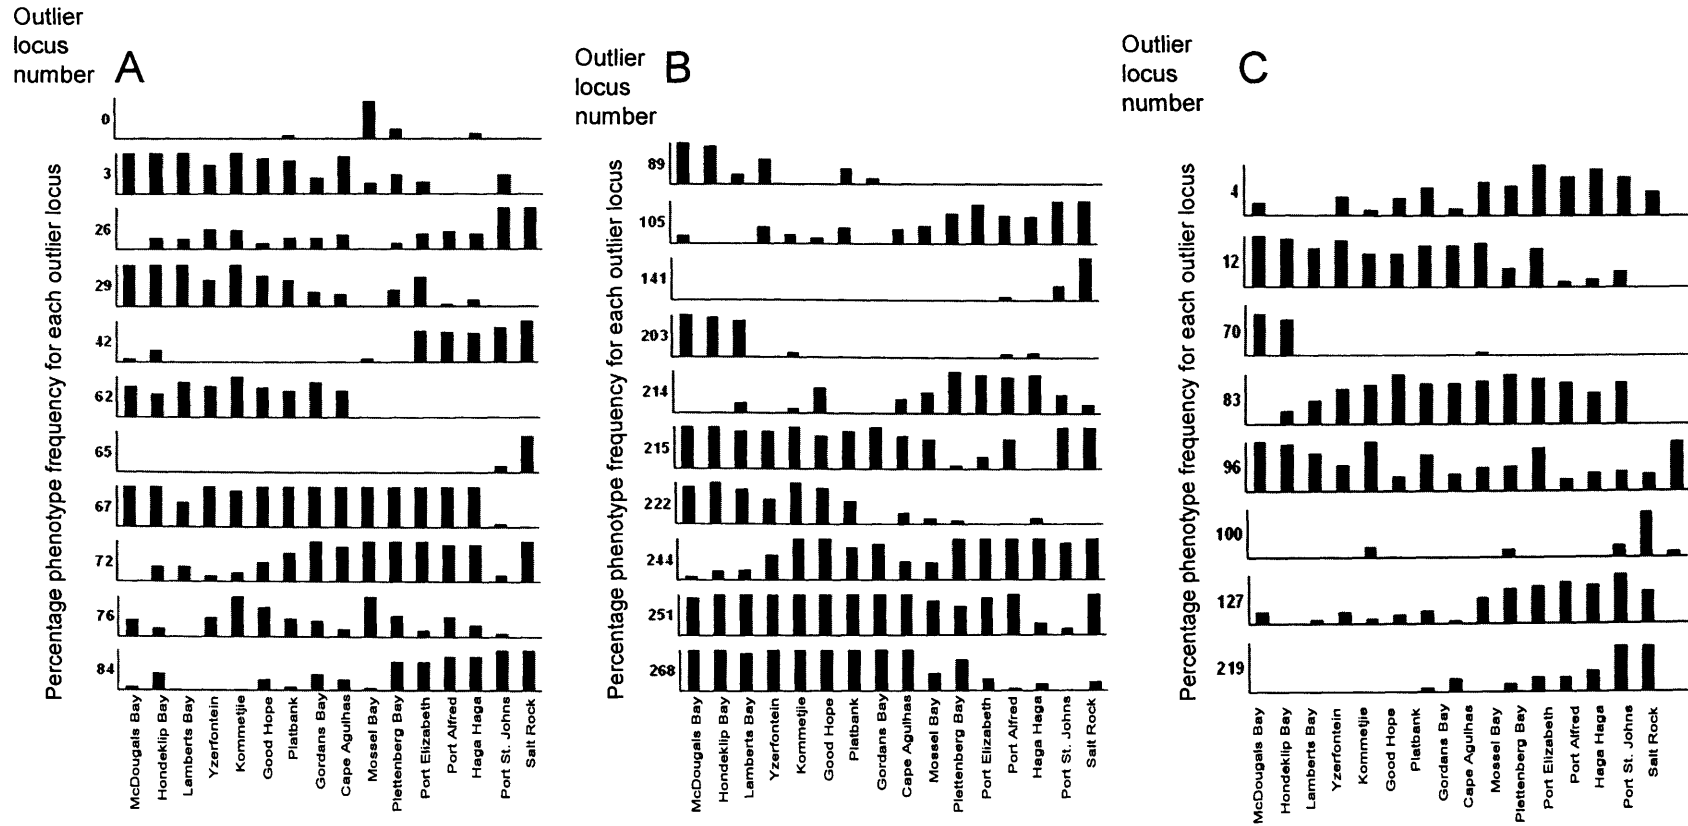 Outlier
locus
number
A
Percentage phenotype frequency for each outlier locus
0
3
26
29
42
62
65
67
72
76
84
McDougals Bay
Hondeklip Bay
Lamberts Bay
Yzerfontein
Kommetjie
Good Hope
Platbank
Gordans Bay
Cape Agulhaas
Mossel Bay
Plettenberg Bay
Port Elizabeth
Port Alfred
Haga Haga
Port St. Johns
Salt Rock
Outlier
locus
number
B
Percentage phenotype frequency for each outlier locus
89
105
141
203
214
215
222
244
251
268
McDougals Bay
Hondeklip Bay
Lamberts Bay
Yzerfontein
Kommetjie
Good Hope
Platbank
Gordans Bay
Cape Agulhaas
Mossel Bay
Plettenberg Bay
Port Elizabeth
Port Alfred
Haga Haga
Port St. Johns
Salt Rock
Outlier
locus
number
C
Percentage phenotype frequency for each outlier locus
4
12
70
83
96
100
127
219
McDougals Bay
Hondeklip Bay
Lamberts Bay
Yzerfontein
Kommetjie
Good Hope
Platbank
Gordans Bay
Cape Agulhaas
Mossel Bay
Plettenberg Bay
Port Elizabeth
Port Alfred
Haga Haga
Port St. Johns
Salt Rock